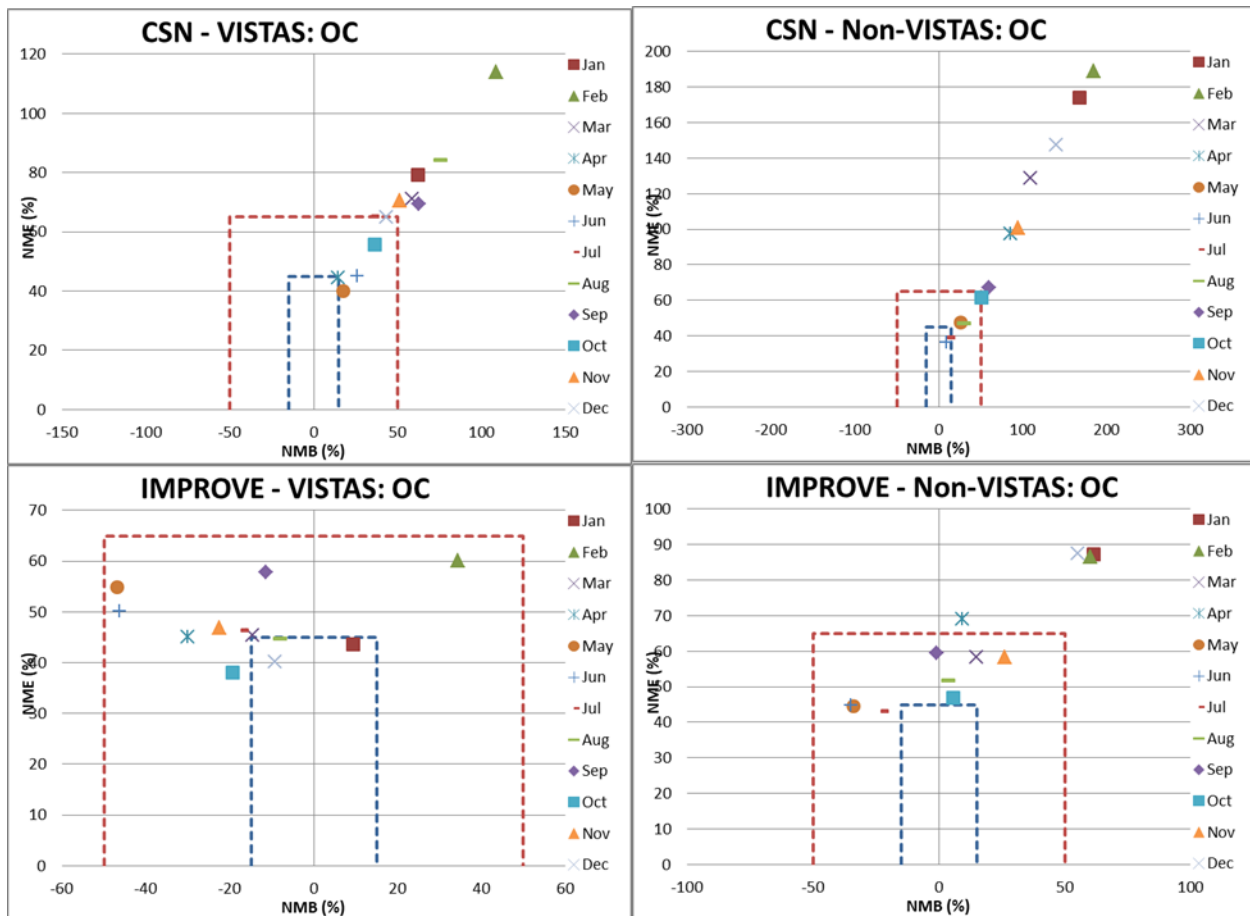 CSN - VISTAS: OC
NME (%)
120
100
80
60
40
20
0
-150 -100 -50 0 50 100 150
NMB (%)
Jan
Feb
Mar
Apr
May
Jun
Jul
Aug
Sep
Oct
Nov
Dec
CSN - Non-VISTAS: OC
NME (%)
200
180
160
140
120
100
80
60
40
20
0
-300 -200 -100 0 100 200 300
NMB (%)
Jan
Feb
Mar
Apr
May
Jun
Jul
Aug
Sep
Oct
Nov
Dec
IMPROVE - VISTAS: OC
NME (%)
70
60
50
40
30
20
10
0
-60 -40 -20 0 20 40 60
NMB (%)
Jan
Feb
Mar
Apr
May
Jun
Jul
Aug
Sep
Oct
Nov
Dec
IMPROVE - Non-VISTAS: OC
NME (%)
100
90
80
70
60
50
40
30
20
10
0
-100 -50 0 50 100
NMB (%)
Jan
Feb
Mar
Apr
May
Jun
Jul
Aug
Sep
Oct
Nov
Dec